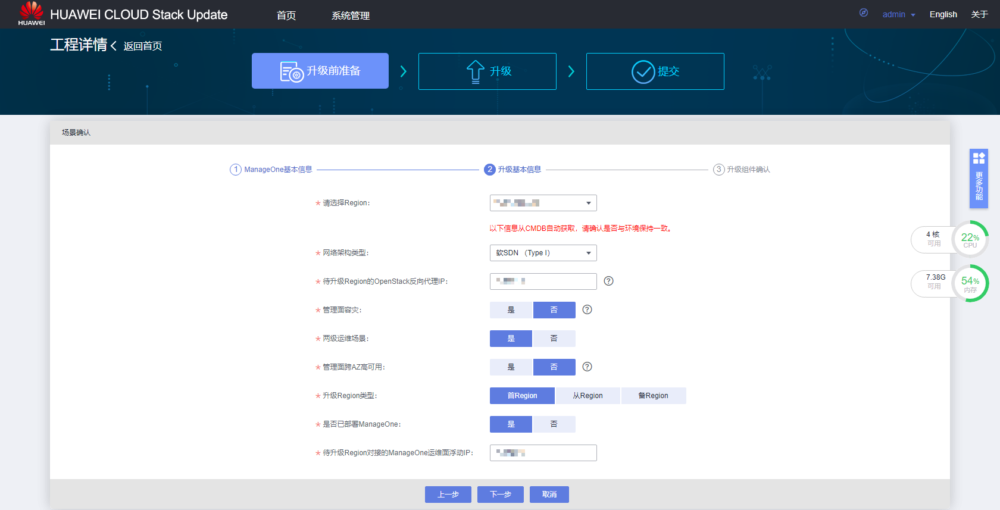 HUAWEI
HUAWEI CLOUD Stack Update
首页
系统管理
admin
English
关于
工程详情
返回首页
升级前准备
升级
提交
场景确认
1 ManageOne基本信息
2 升级基本信息
3 升级组件确认
* 请选择Region:
以下信息从CMDB自动获取，请确认是否与环境保持一致。
* 网络架构类型:
软SDN （Type I）
* 待升级Region的OpenStack反向代理IP:
?
* 管理面容灾:
是 否
?
* 两级运维场景:
是 否
* 管理面跨AZ高可用:
是 否
?
* 升级Region类型:
首Region 从Region 备Region
* 是否已部署ManageOne:
是 否
* 待升级Region对接的ManageOne运维面浮动IP:
上一步 下一步 取消
更多功能
4 核
可用
22%
CPU
7.38G
可用
54%
内存